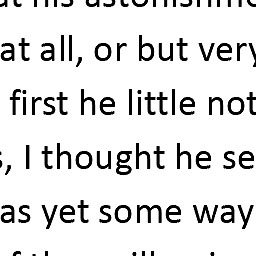 at his astonishme
at all, or but very
first he little not
, I thought he se
as yet some way